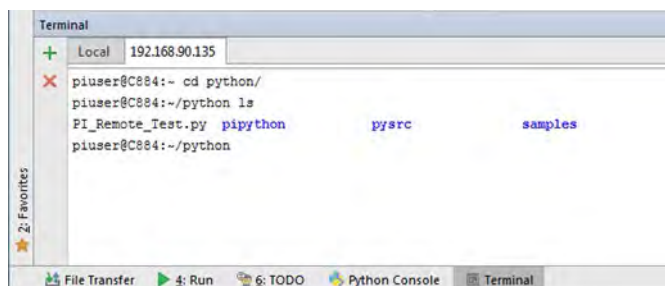 Terminal
Local 192.168.90.135
piuser@C884:~ cd python/
piuser@C884:~/python ls
PI_Remote_Test.py pipython pysrc samples
piuser@C884:~/python
2: Favorites
File Transfer 4: Run 6: TODO Python Console Terminal